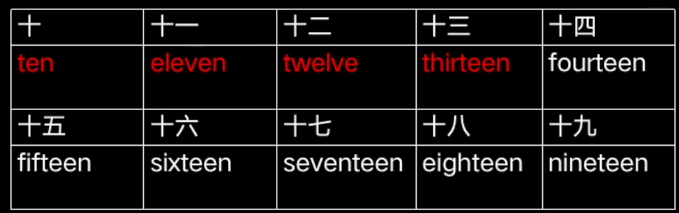 十 十一 十二 十三 十四
ten eleven twelve thirteen fourteen
十五 十六 十七 十八 十九
fifteen sixteen seventeen eighteen nineteen